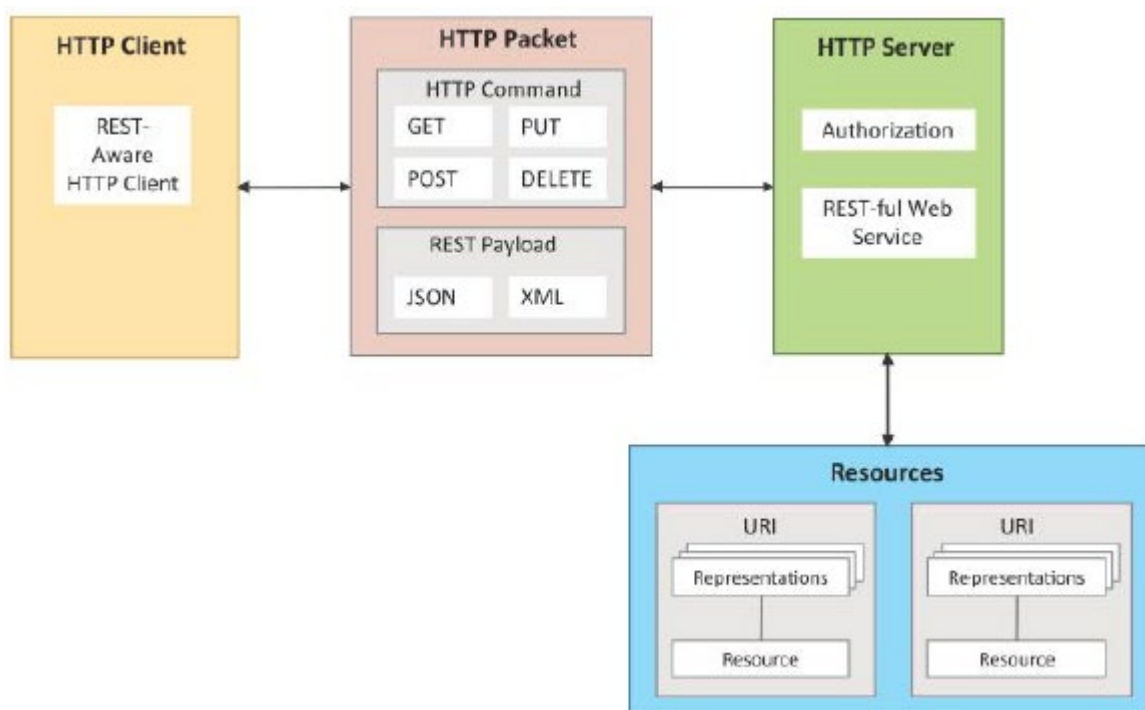 HTTP Client
REST-
Aware
HTTP Client
HTTP Packet
HTTP Command
GET
PUT
POST
DELETE
REST Payload
JSON
XML
HTTP Server
Authorization
REST-ful Web
Service
Resources
URI
Representations
Resource
URI
Representations
Resource